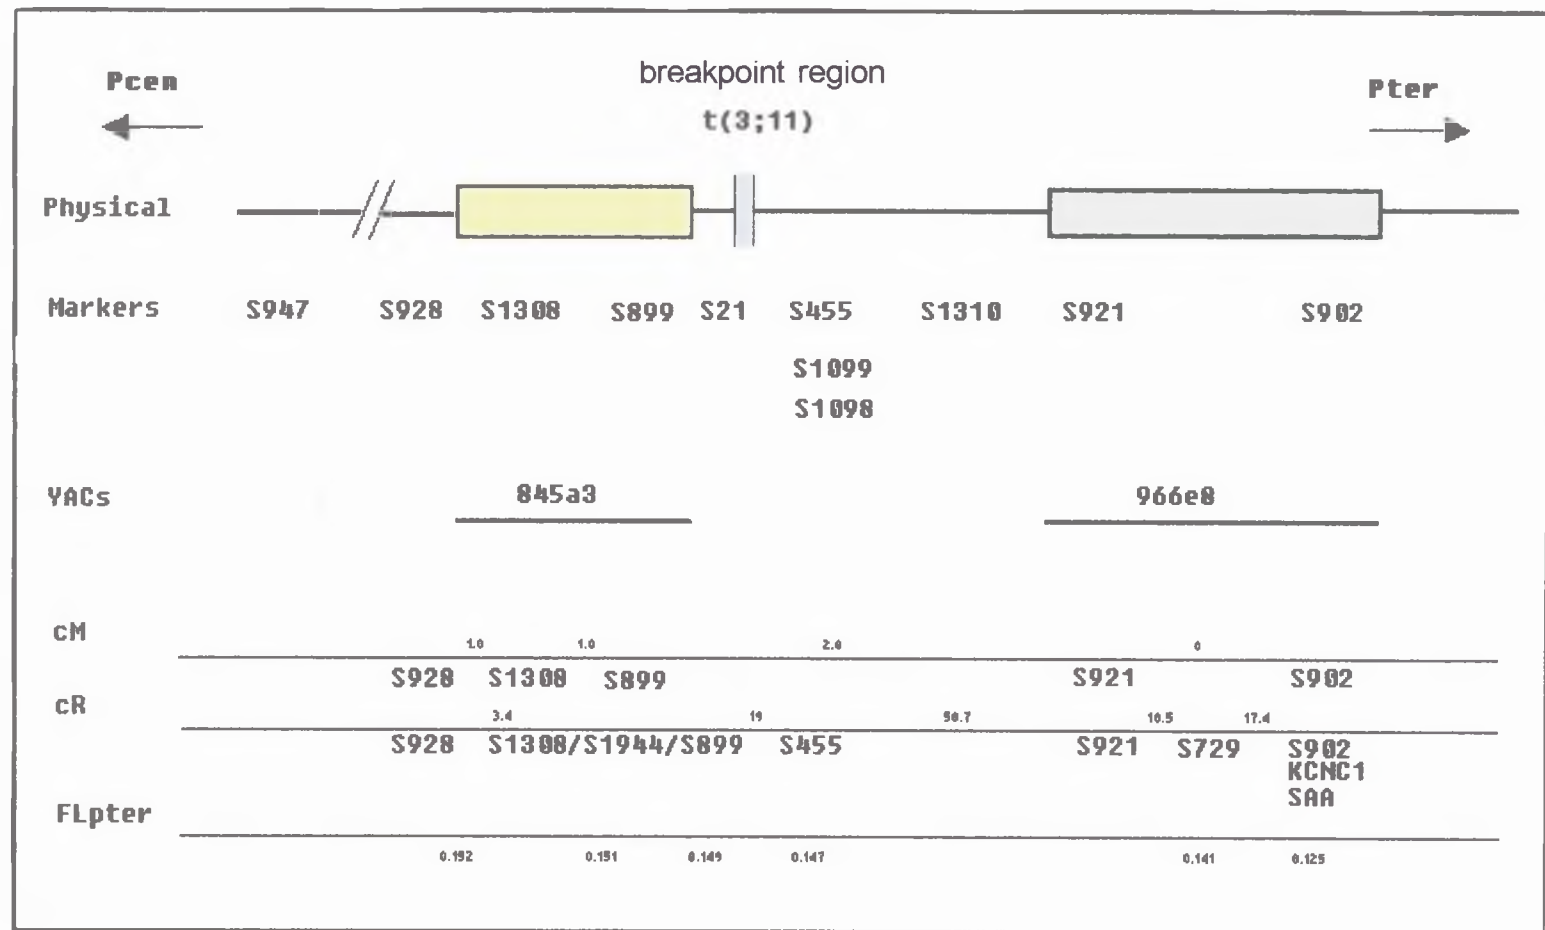 breakpoint region
Pcen
Pter
t(3;11)
Physical
Markers S947 S928 S1308 S899 S21 S455 S1310 S921 S902
S1099
S1098
YACs 845a3 966e8
cM 1.0 1.0 2.0 0
S928 S1308 S899 S921 S902
cR 3.4 19 50.7 10.5 17.4
S928 S1308/S1944/S899 S455 S921 S729 S902
KCNC1
SAA
FLpter
0.192 0.151 0.149 0.147 0.141 0.125